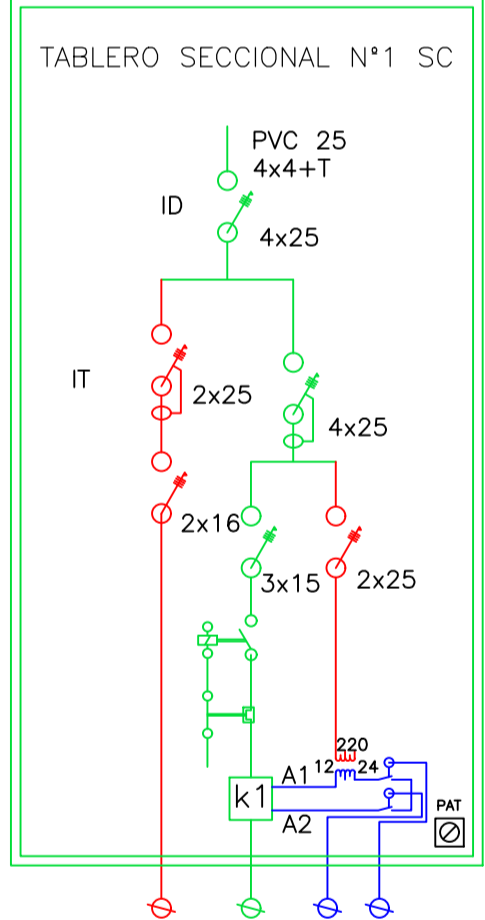 TABLERO SECCIONAL N°1 SC
PVC 25
4x4+T
ID
4x25
IT
2x25
4x25
2x16
3x15
2x25
220
12 24
A1
k1
A2
PAT